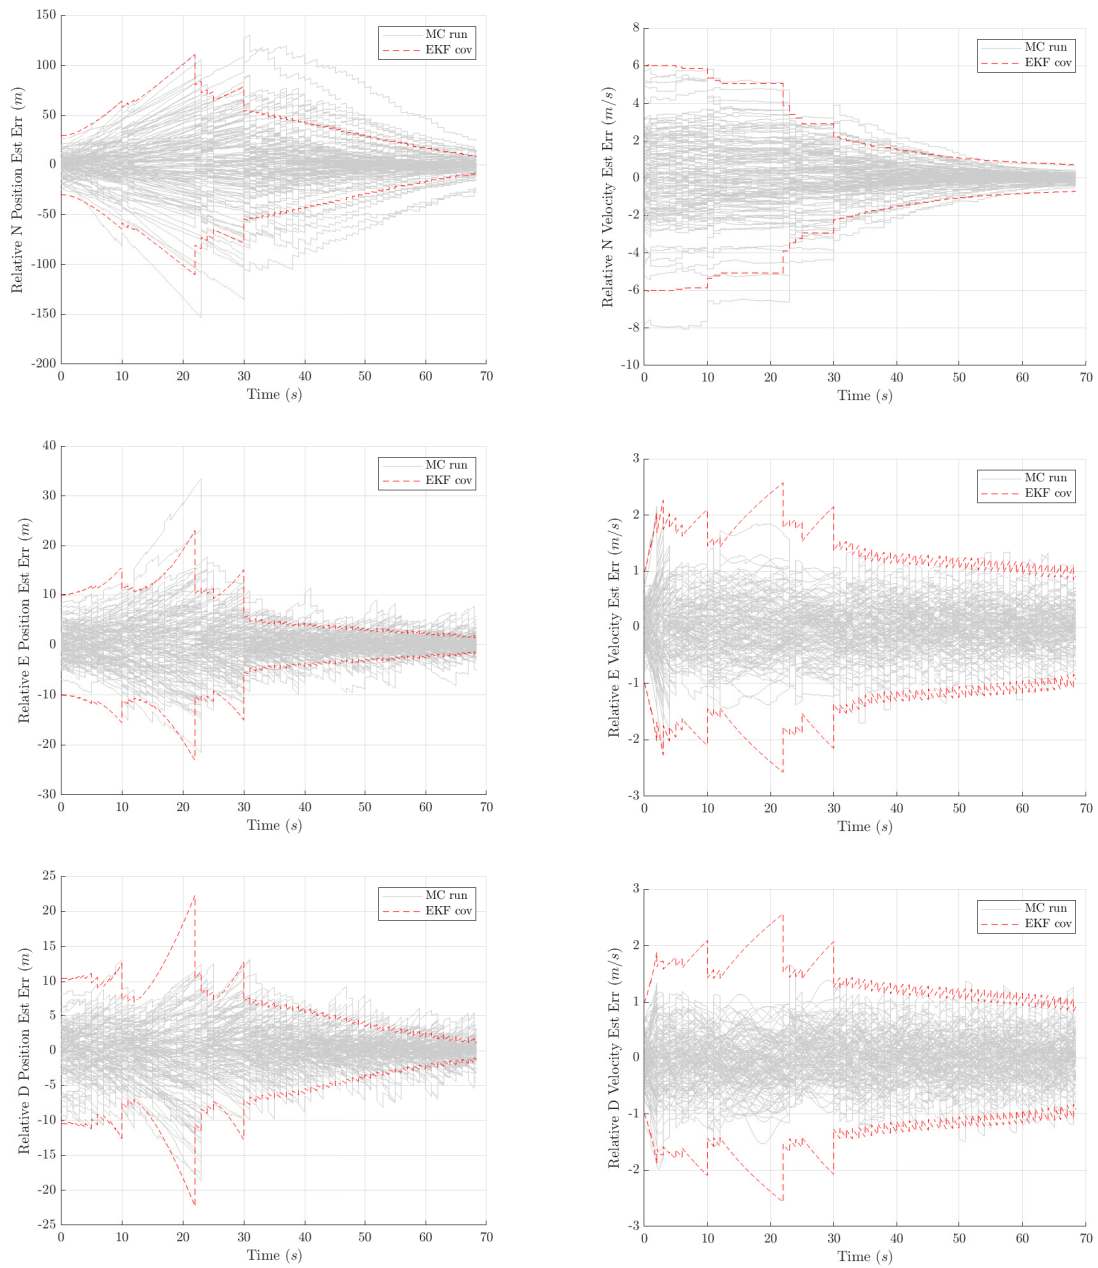 150
100
50
0
-50
-100
-150
-200
Relative N Position Est Err (m)
0 10 20 30 40 50 60 70
Time (s)
MC run
EKF cov
8
6
4
2
0
-2
-4
-6
-8
-10
Relative N Velocity Est Err (m/s)
0 10 20 30 40 50 60 70
Time (s)
MC run
EKF cov
40
30
20
10
0
-10
-20
-30
Relative E Position Est Err (m)
0 10 20 30 40 50 60 70
Time (s)
MC run
EKF cov
3
2
1
0
-1
-2
-3
Relative E Velocity Est Err (m/s)
0 10 20 30 40 50 60 70
Time (s)
MC run
EKF cov
25
20
15
10
5
0
-5
-10
-15
-20
-25
Relative D Position Est Err (m)
0 10 20 30 40 50 60 70
Time (s)
MC run
EKF cov
3
2
1
0
-1
-2
-3
Relative D Velocity Est Err (m/s)
0 10 20 30 40 50 60 70
Time (s)
MC run
EKF cov